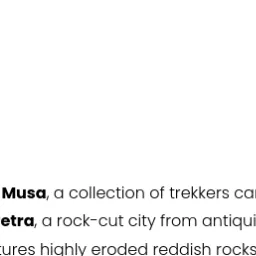 Musa, a collection of trekkers ca
etra, a rock-cut city from antiqui
tures highly eroded reddish rocks